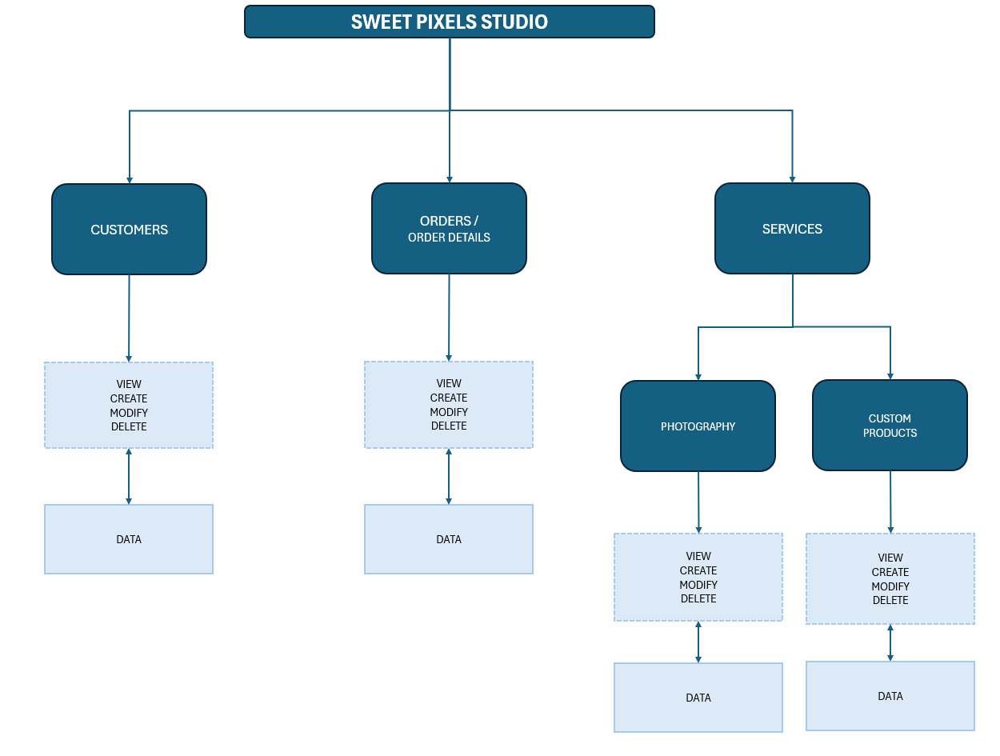 SWEET PIXELS STUDIO
CUSTOMERS
ORDERS /
ORDER DETAILS
SERVICES
VIEW
CREATE
MODIFY
DELETE
VIEW
CREATE
MODIFY
DELETE
PHOTOGRAPHY
CUSTOM
PRODUCTS
DATA
DATA
VIEW
CREATE
MODIFY
DELETE
VIEW
CREATE
MODIFY
DELETE
DATA
DATA